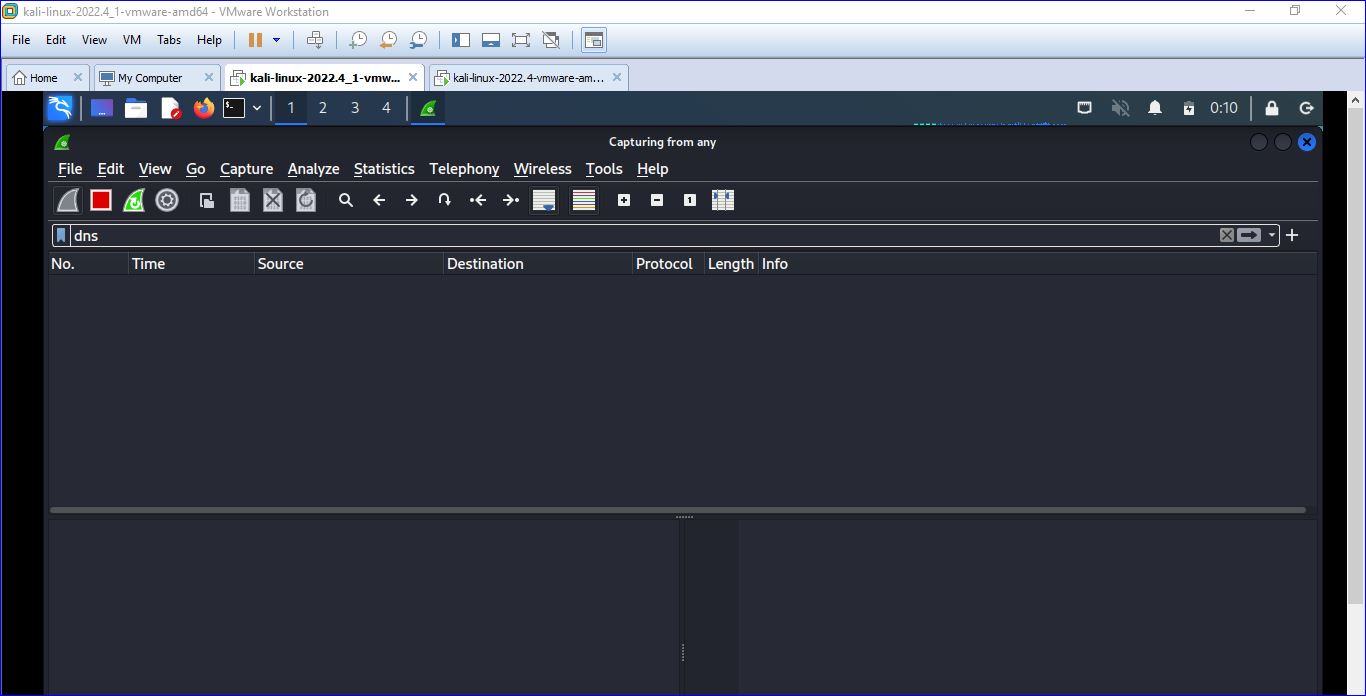 kali-linux-2022.4_1-vmware-amd64 - VMware Workstation
File Edit View VM Tabs Help
Home My Computer kali-linux-2022.4_1-vmw... kali-linux-2022.4-vmware-am...
1 2 3 4 0:10
Capturing from any
File Edit View Go Capture Analyze Statistics Telephony Wireless Tools Help
dns
No. Time Source Destination Protocol Length Info